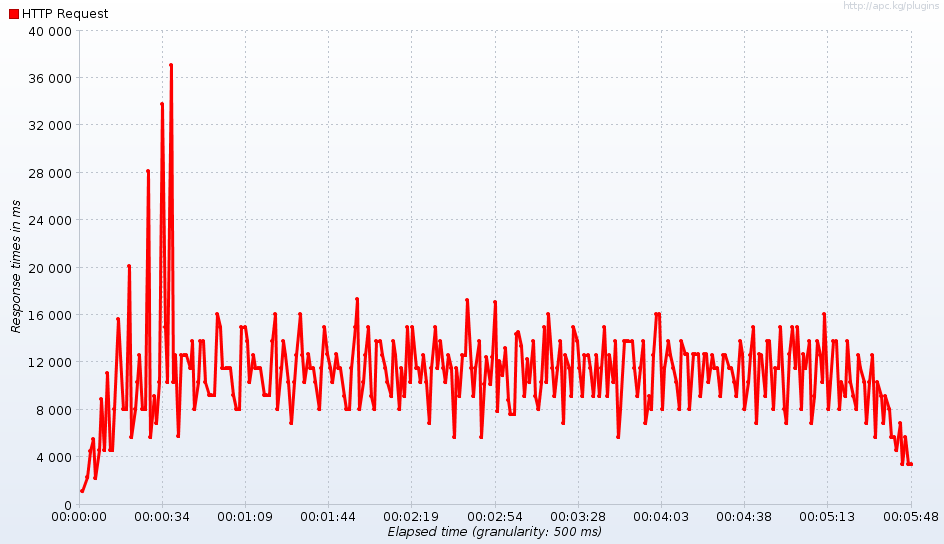 http://apc.kg/plugins
HTTP Request
40 000
36 000
32 000
28 000
24 000
20 000
16 000
12 000
8 000
4 000
0
Response times in ms
00:00:00 00:00:34 00:01:09 00:01:44 00:02:19 00:02:54 00:03:28 00:04:03 00:04:38 00:05:13 00:05:48
Elapsed time (granularity: 500 ms)